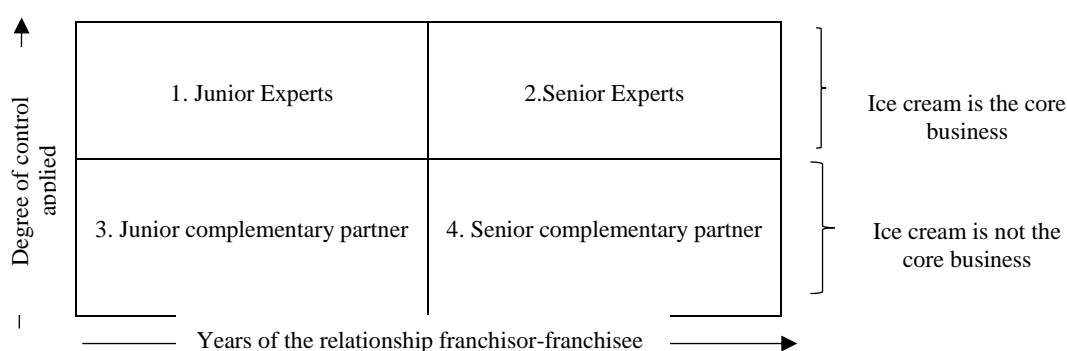 Degree of control
applied
1. Junior Experts
2.Senior Experts
Ice cream is the core
business
3. Junior complementary partner
4. Senior complementary partner
Ice cream is not the
core business
Years of the relationship franchisor-franchisee